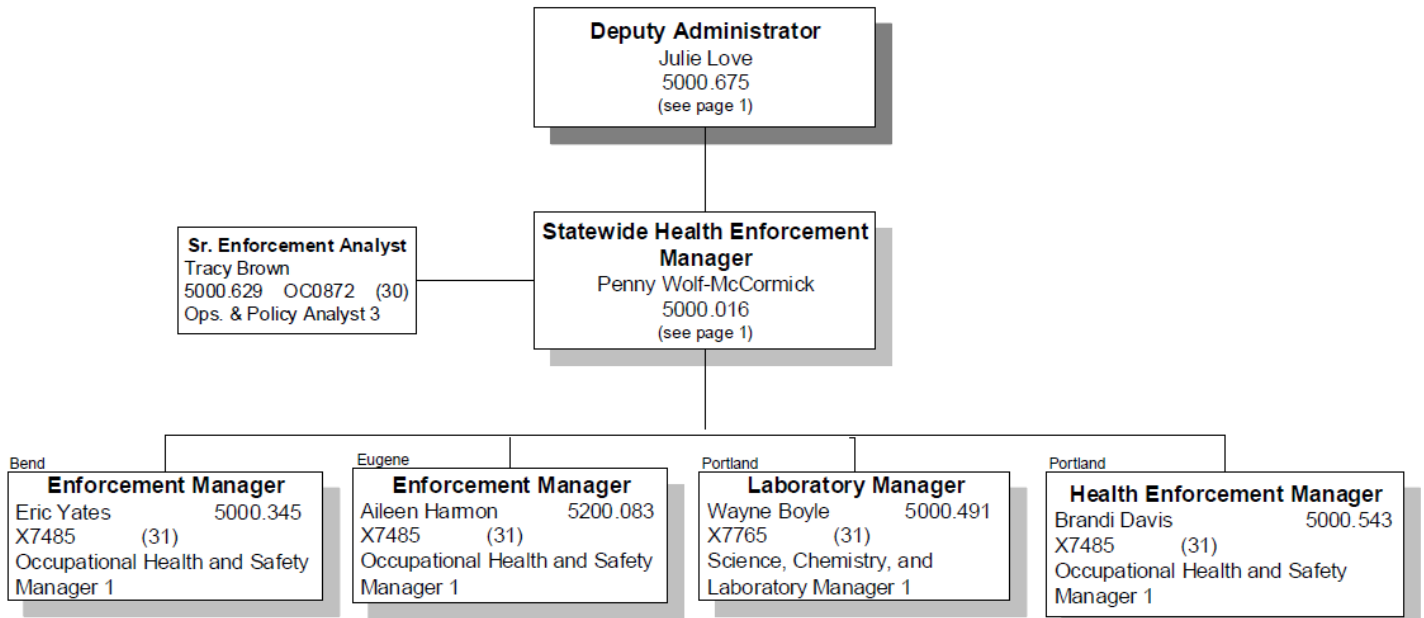 Deputy Administrator
Julie Love
5000.675
(see page 1)
Statewide Health Enforcement
Manager
Penny Wolf-McCormick
5000.016
(see page 1)
Sr. Enforcement Analyst
Tracy Brown
5000.629 OC0872 (30)
Ops. & Policy Analyst 3
Bend
Enforcement Manager
Eric Yates 5000.345
X7485 (31)
Occupational Health and Safety
Manager 1
Eugene
Enforcement Manager
Aileen Harmon 5200.083
X7485 (31)
Occupational Health and Safety
Manager 1
Portland
Laboratory Manager
Wayne Boyle 5000.491
X7765 (31)
Science, Chemistry, and
Laboratory Manager 1
Portland
Health Enforcement Manager
Brandi Davis 5000.543
X7485 (31)
Occupational Health and Safety
Manager 1